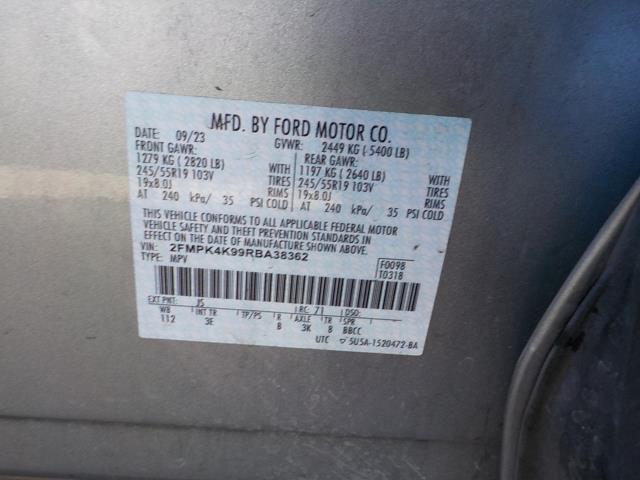 MFD. BY FORD MOTOR CO.
DATE: 09/23 GVWR: 2449 KG ( 5400 LB)
FRONT GAWR: REAR GAWR:
1279 KG ( 2820 LB) WITH 1197 KG ( 2640 LB) WITH
245/55R19 103V TIRES 245/55R19 103V TIRES
19x8.0J RIMS 19x8.0J RIMS
AT 240 kPa/ 35 PSI COLD AT 240 kPa/ 35 PSI COLD
THIS VEHICLE CONFORMS TO ALL APPLICABLE FEDERAL MOTOR
VEHICLE SAFETY AND THEFT PREVENTION STANDARDS IN
EFFECT ON THE DATE OF MANUFACTURE SHOWN ABOVE.
VIN: 2FMPK4K99RBA38362
TYPE: MPV
F0098
T0318
EXT PNT: JS RC: 71 DSO:
WB INT TR TP/PS R AXLE TR SPR
112 3E B 3K 8 BBCC
UTC 5U5A-1520472-BA